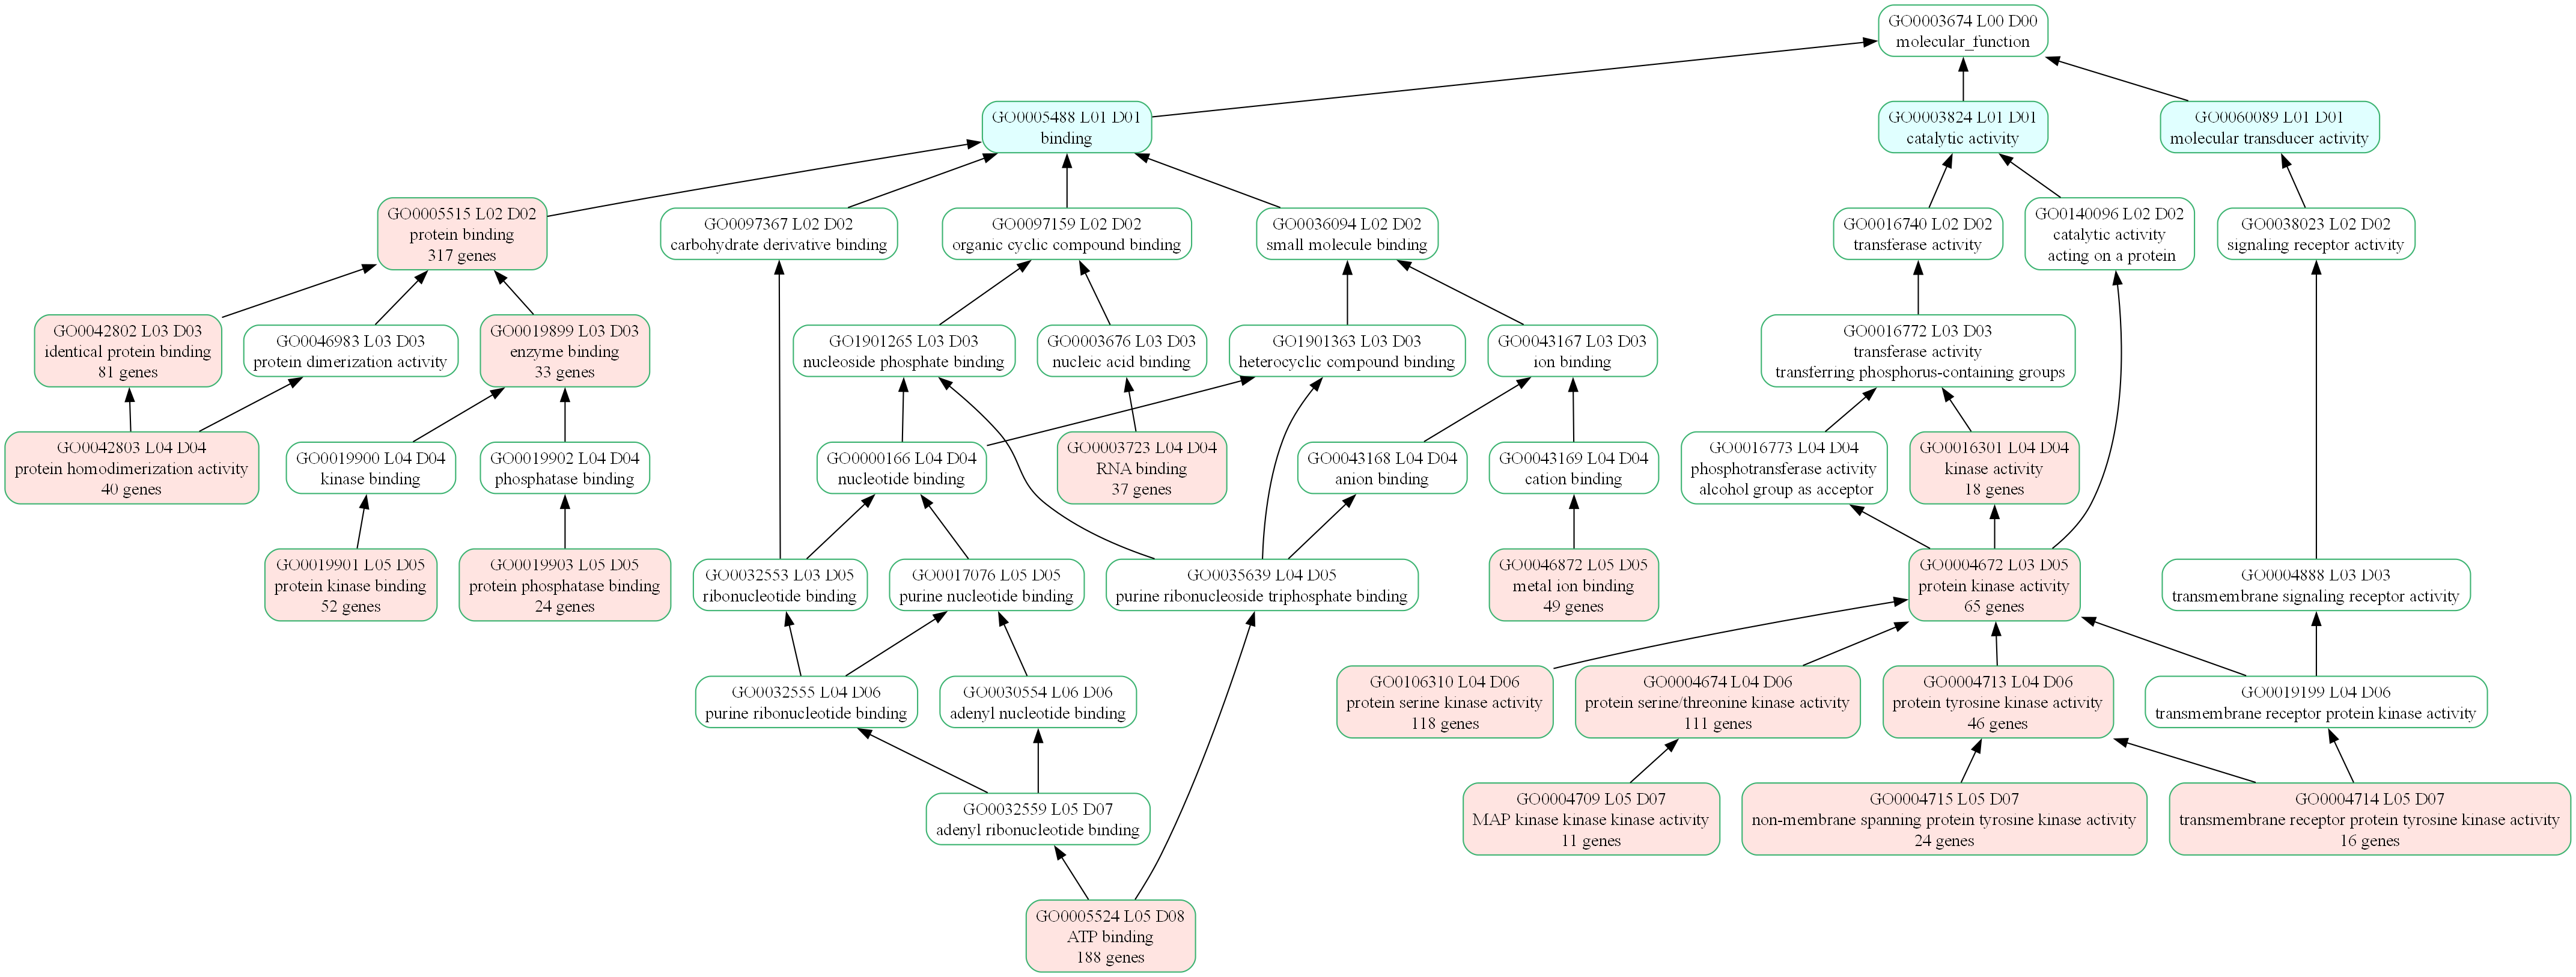 GO0003674 L00 D00
molecular_function
GO0005488 L01 D01
binding
GO0003824 L01 D01
catalytic activity
GO0060089 L01 D01
molecular transducer activity
GO0005515 L02 D02
protein binding
317 genes
GO0097367 L02 D02
carbohydrate derivative binding
GO0097159 L02 D02
organic cyclic compound binding
GO0036094 L02 D02
small molecule binding
GO0016740 L02 D02
transferase activity
GO0140096 L02 D02
catalytic activity
acting on a protein
GO0038023 L02 D02
signaling receptor activity
GO0042802 L03 D03
identical protein binding
81 genes
GO0046983 L03 D03
protein dimerization activity
GO0019899 L03 D03
enzyme binding
33 genes
GO1901265 L03 D03
nucleoside phosphate binding
GO0003676 L03 D03
nucleic acid binding
GO1901363 L03 D03
heterocyclic compound binding
GO0043167 L03 D03
ion binding
GO0016772 L03 D03
transferase activity
transferring phosphorus-containing groups
GO0042803 L04 D04
protein homodimerization activity
40 genes
GO0019900 L04 D04
kinase binding
GO0019902 L04 D04
phosphatase binding
GO0000166 L04 D04
nucleotide binding
GO0003723 L04 D04
RNA binding
37 genes
GO0043168 L04 D04
anion binding
GO0043169 L04 D04
cation binding
GO0016773 L04 D04
phosphotransferase activity
alcohol group as acceptor
GO0016301 L04 D04
kinase activity
18 genes
GO0019901 L05 D05
protein kinase binding
52 genes
GO0019903 L05 D05
protein phosphatase binding
24 genes
GO0032553 L03 D05
ribonucleotide binding
GO0017076 L05 D05
purine nucleotide binding
GO0035639 L04 D05
purine ribonucleoside triphosphate binding
GO0046872 L05 D05
metal ion binding
49 genes
GO0004672 L03 D05
protein kinase activity
65 genes
GO0004888 L03 D03
transmembrane signaling receptor activity
GO0032555 L04 D06
purine ribonucleotide binding
GO0030554 L06 D06
adenyl nucleotide binding
GO0106310 L04 D06
protein serine kinase activity
118 genes
GO0004674 L04 D06
protein serine/threonine kinase activity
111 genes
GO0004713 L04 D06
protein tyrosine kinase activity
46 genes
GO0019199 L04 D06
transmembrane receptor protein kinase activity
GO0032559 L05 D07
adenyl ribonucleotide binding
GO0004709 L05 D07
MAP kinase kinase kinase activity
11 genes
GO0004715 L05 D07
non-membrane spanning protein tyrosine kinase activity
24 genes
GO0004714 L05 D07
transmembrane receptor protein tyrosine kinase activity
16 genes
GO0005524 L05 D08
ATP binding
188 genes